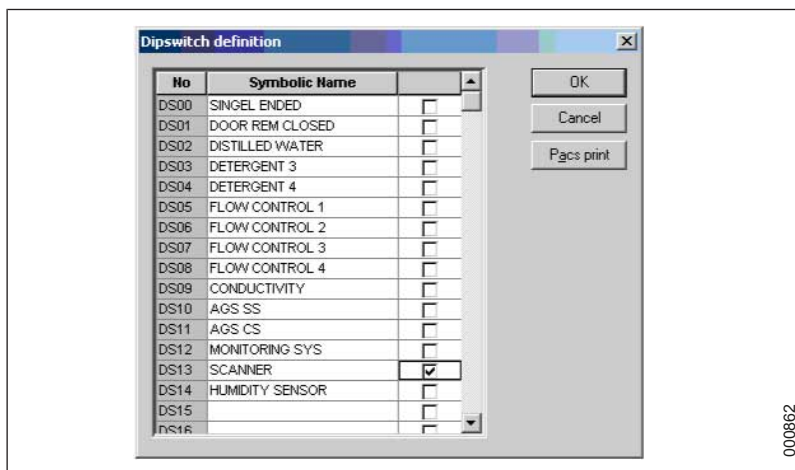 Dipswitch definition
No Symbolic Name
DS00 SINGEL ENDED
DS01 DOOR REM CLOSED
DS02 DISTILLED WATER
DS03 DETERGENT 3
DS04 DETERGENT 4
DS05 FLOW CONTROL 1
DS06 FLOW CONTROL 2
DS07 FLOW CONTROL 3
DS08 FLOW CONTROL 4
DS09 CONDUCTIVITY
DS10 AGS SS
DS11 AGS CS
DS12 MONITORING SYS
DS13 SCANNER
DS14 HUMIDITY SENSOR
DS15
DS16
OK
Cancel
Pacs print
000862